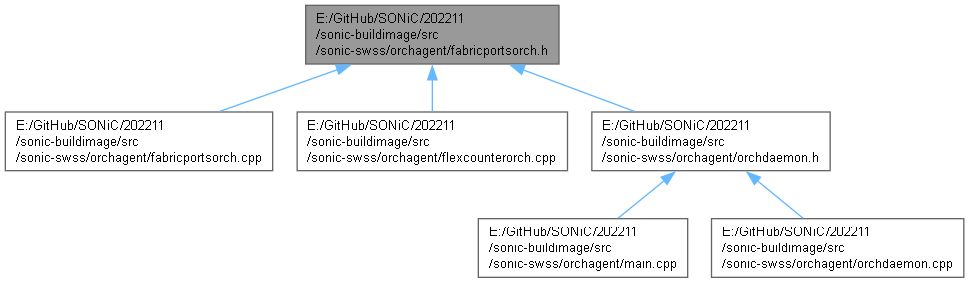 E:/GitHub/SONiC/202211
/sonic-buildimage/src
/sonic-swss/orchagent/fabricportsorch.h
E:/GitHub/SONiC/202211
/sonic-buildimage/src
/sonic-swss/orchagent/fabricportsorch.cpp
E:/GitHub/SONiC/202211
/sonic-buildimage/src
/sonic-swss/orchagent/flexcounterorch.cpp
E:/GitHub/SONiC/202211
/sonic-buildimage/src
/sonic-swss/orchagent/orchdaemon.h
E:/GitHub/SONiC/202211
/sonic-buildimage/src
/sonic-swss/orchagent/main.cpp
E:/GitHub/SONiC/202211
/sonic-buildimage/src
/sonic-swss/orchagent/orchdaemon.cpp